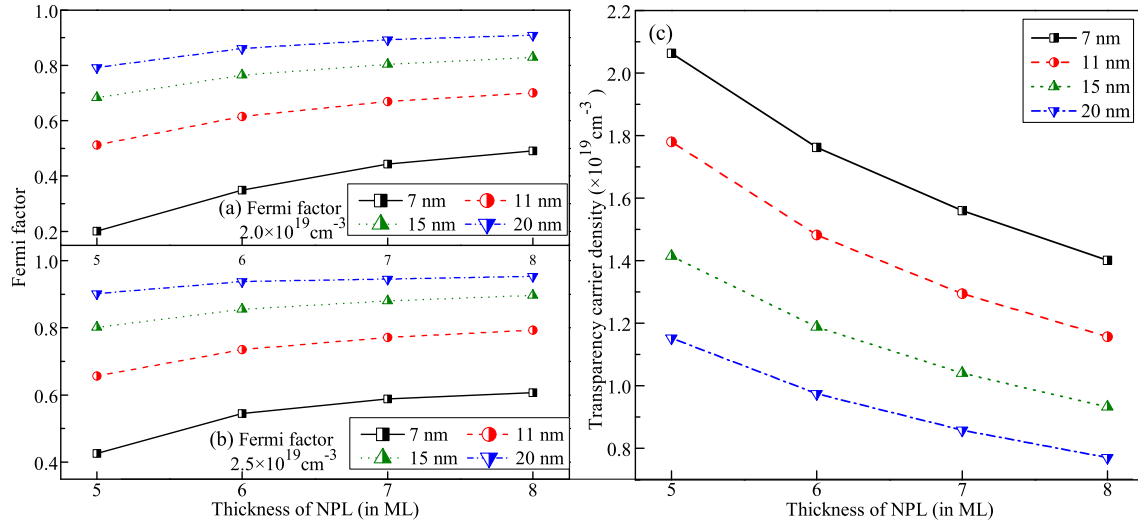 1.0
0.8
0.6
0.4
0.2
5
6
7
8
(a) Fermi factor
2.0×10¹⁹cm⁻³
7 nm
11 nm
15 nm
20 nm
Fermi factor
1.0
0.8
0.6
0.4
(b) Fermi factor
2.5×10¹⁹cm⁻³
7 nm
11 nm
15 nm
20 nm
5
6
7
8
Thickness of NPL (in ML)
(c)
7 nm
11 nm
15 nm
20 nm
Transparency carrier density (×10¹⁹cm⁻³)
2.2
2.0
1.8
1.6
1.4
1.2
1.0
0.8
5
6
7
8
Thickness of NPL (in ML)